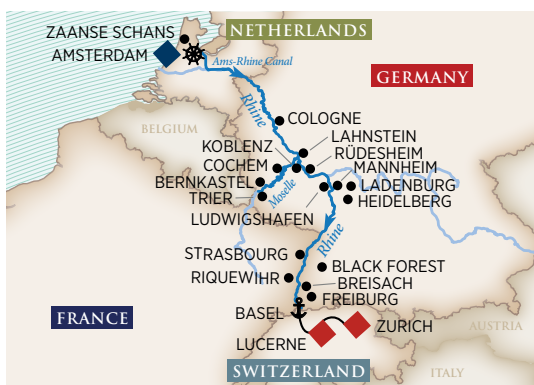 ZAANSE SCHANS
NETHERLANDS
AMSTERDAM
Ams-Rhine Canal
GERMANY
Rhine
COLOGNE
BELGIUM
LAHNSTEIN
KOBLENZ
RÜDESHEIM
COCHEM
MANNHEIM
BERNKASTEL
LADENBURG
TRIER
Moselle
HEIDELBERG
LUDWIGSHAFEN
Rhine
STRASBOURG
BLACK FOREST
RIQUEWIHR
BREISACH
FREIBURG
BASEL
FRANCE
ZURICH
AUSTRIA
LUCERNE
SWITZERLAND
ITALY